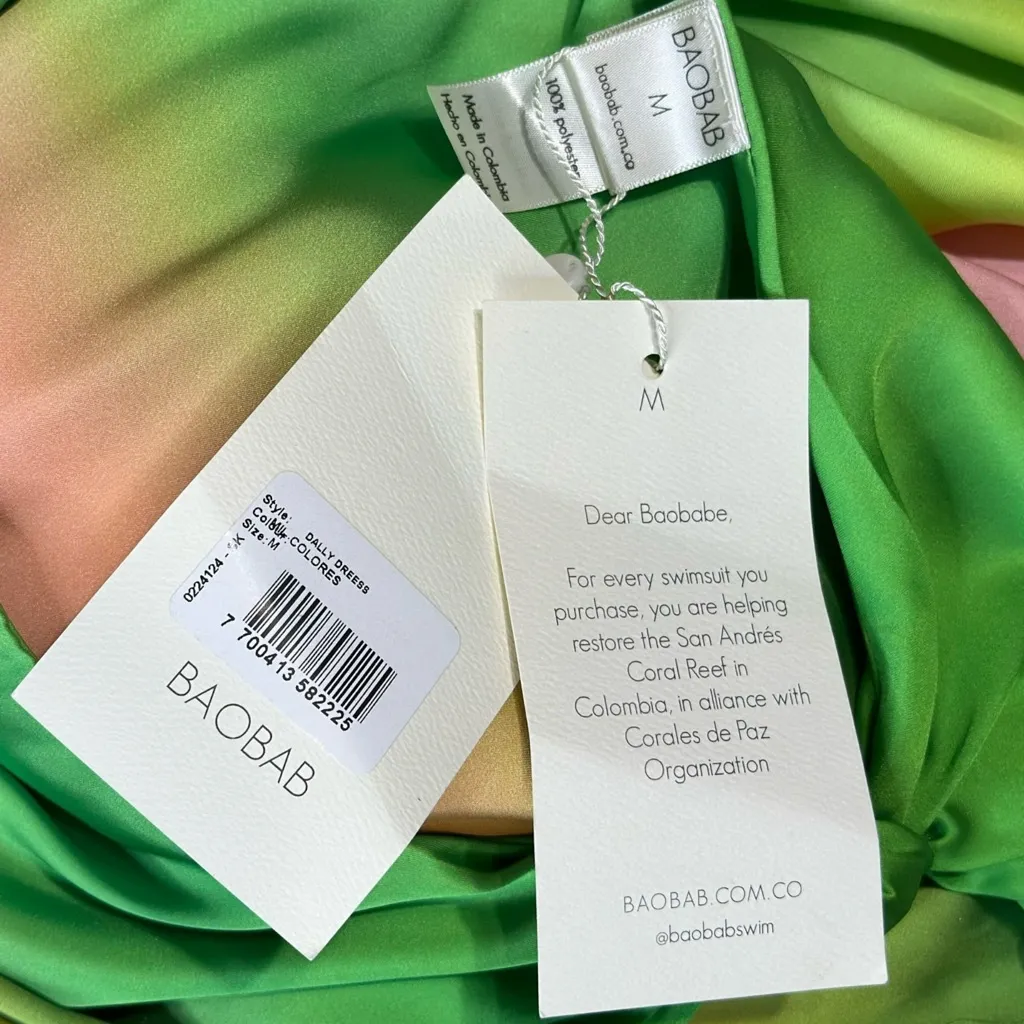 BAOBAB
M
baobab.com.co
100% polyester
Made in Colombia
Hecho en Colombia
Style: DALLY DREESS
Colour: COLORES
Size: M
0224124
7 700413 582225
BAOBAB
M
Dear Baobabe,
For every swimsuit you
purchase, you are helping
restore the San Andrés
Coral Reef in
Colombia, in alliance with
Corales de Paz
Organization
BAOBAB.COM.CO
@baobabswim